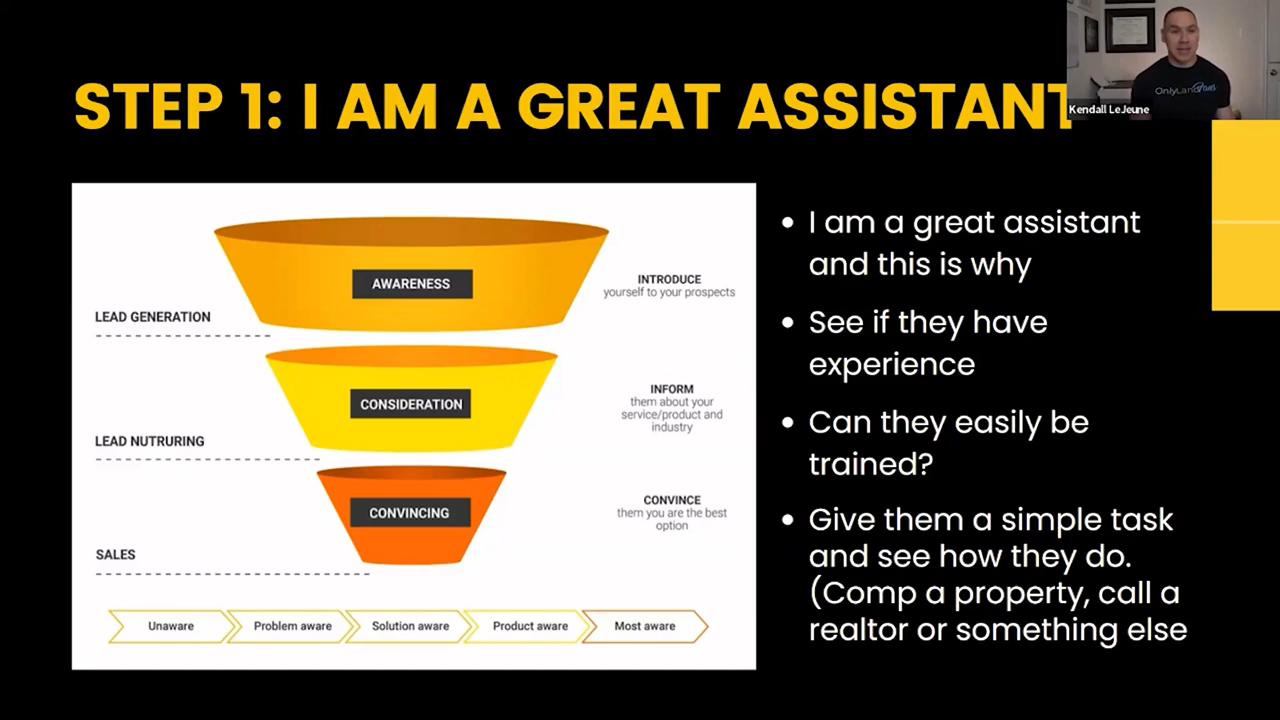 STEP 1: I AM A GREAT ASSISTANT
OnlyLandFans
Kendall LeJeune
AWARENESS
INTRODUCE
yourself to your prospects
LEAD GENERATION
CONSIDERATION
INFORM
them about your
service/product and
industry
LEAD NUTRURING
CONVINCING
CONVINCE
them you are the best
option
SALES
Unaware
Problem aware
Solution aware
Product aware
Most aware
• I am a great assistant
and this is why
• See if they have
experience
• Can they easily be
trained?
• Give them a simple task
and see how they do.
(Comp a property, call a
realtor or something else